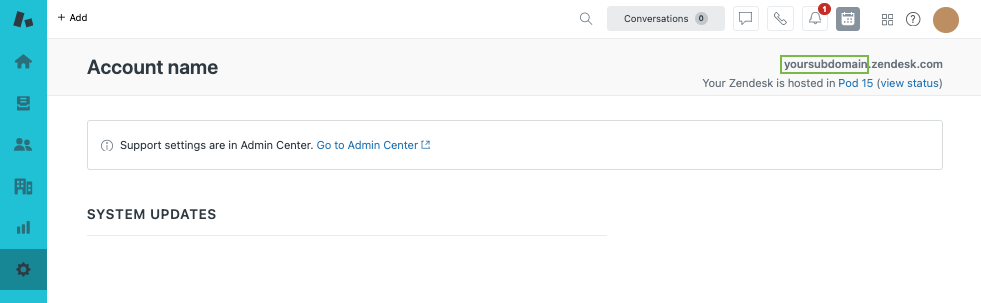 + Add
Conversations 0
1
Account name
yoursubdomain.zendesk.com
Your Zendesk is hosted in Pod 15 (view status)
Support settings are in Admin Center. Go to Admin Center
SYSTEM UPDATES